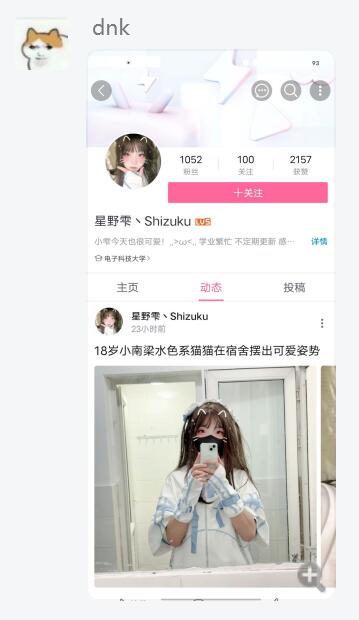 dnk
93
1052
100
2157
粉丝
关注
获赞
十关注
星野雫丶Shizuku LV5
小雫今天也很可爱！,,>ω<,, 学业繁忙 不定期更新 感… 详情
电子科技大学>
主页
动态
投稿
星野雫丶Shizuku
23小时前
18岁小南梁水色系猫猫在宿舍摆出可爱姿势